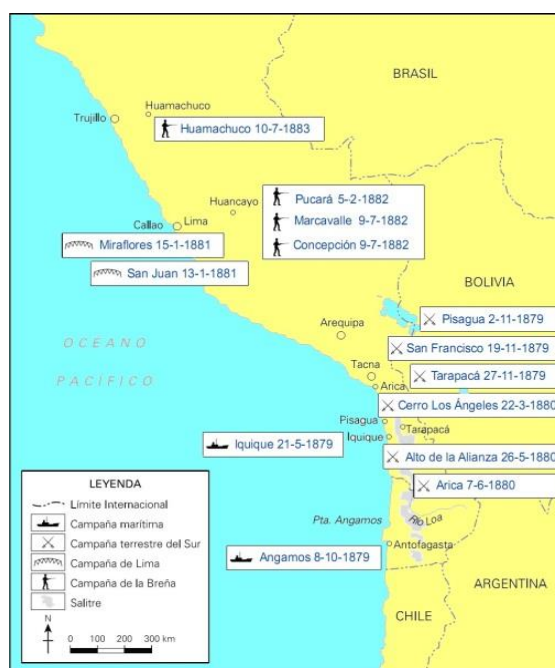 BRASIL
Huamachuco
Trujillo
Huamachuco 10-7-1883
Huancayo
Pucará 5-2-1882
Marcavalle 9-7-1882
Concepción 9-7-1882
Callao
Lima
Miraflores 15-1-1881
San Juan 13-1-1881
BOLIVIA
Pisagua 2-11-1879
Arequipa
San Francisco 19-11-1879
OCEANO
PACÍFICO
Tacna
Tarapacá 27-11-1879
Arica
Cerro Los Ángeles 22-3-1880
Pisagua
Tarapacá
Iquique
Iquique 21-5-1879
Alto de la Alianza 26-5-1880
Arica 7-6-1880
Pta. Angamos
Río Loa
Antofagasta
Angamos 8-10-1879
ARGENTINA
CHILE
LEYENDA
Límite Internacional
Campaña marítima
Campaña terrestre del Sur
Campaña de Lima
Campaña de la Breña
Salitre
N
0 100 200 300 km